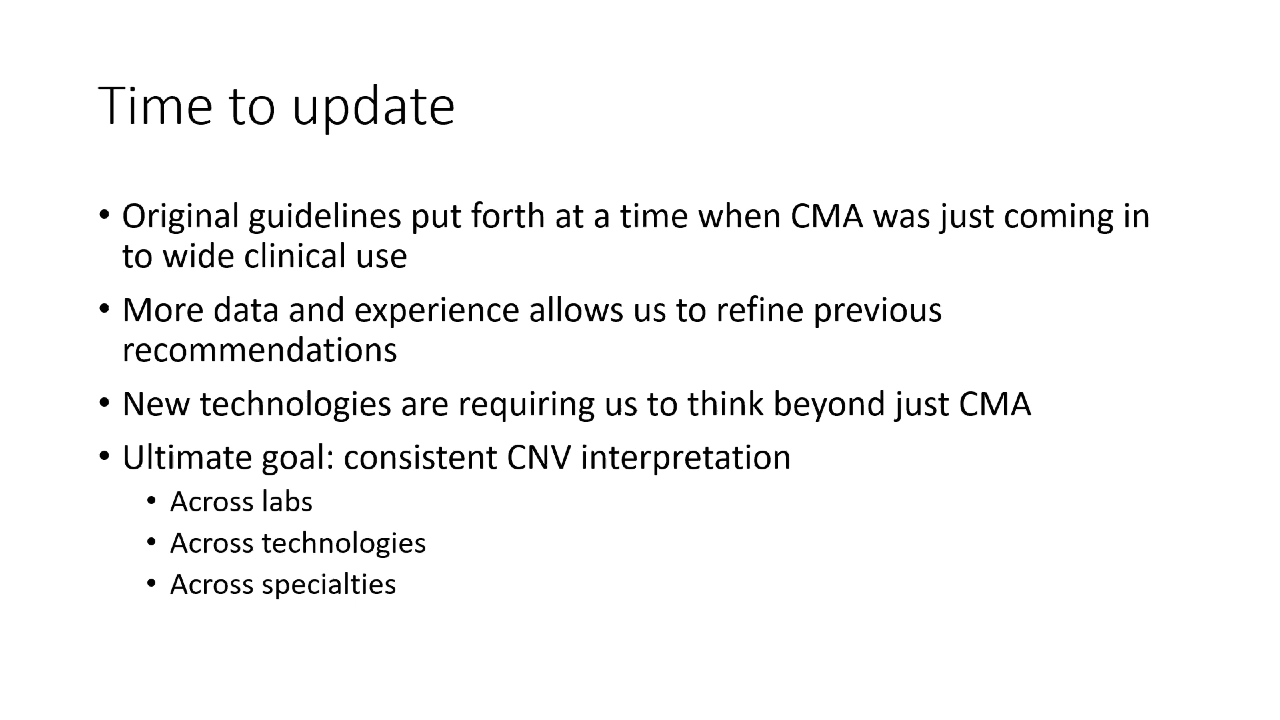 Time to update
• Original guidelines put forth at a time when CMA was just coming in
to wide clinical use
• More data and experience allows us to refine previous
recommendations
• New technologies are requiring us to think beyond just CMA
• Ultimate goal: consistent CNV interpretation
• Across labs
• Across technologies
• Across specialties